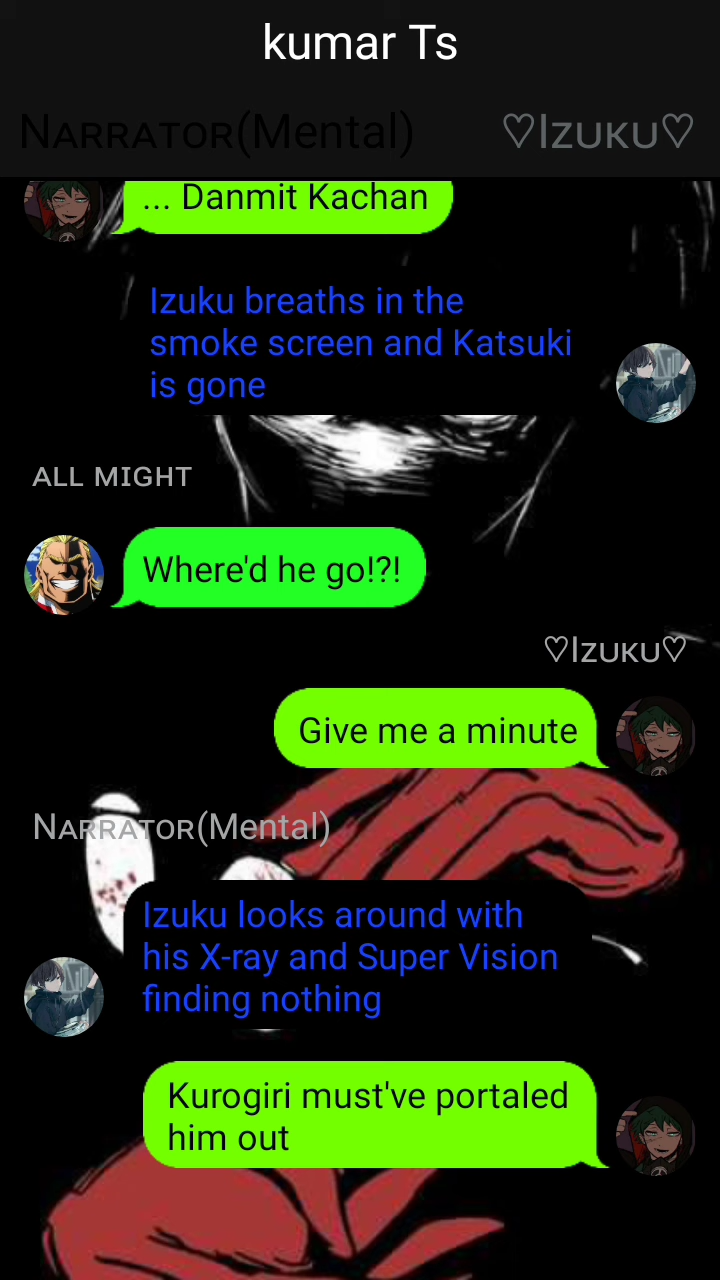 kumar Ts
Narrator(Mental)
♡Izuku♡
... Danmit Kachan
Izuku breaths in the
smoke screen and Katsuki
is gone
ALL MIGHT
Where'd he go!?!
♡Izuku♡
Give me a minute
Narrator(Mental)
Izuku looks around with
his X-ray and Super Vision
finding nothing
Kurogiri must've portaled
him out